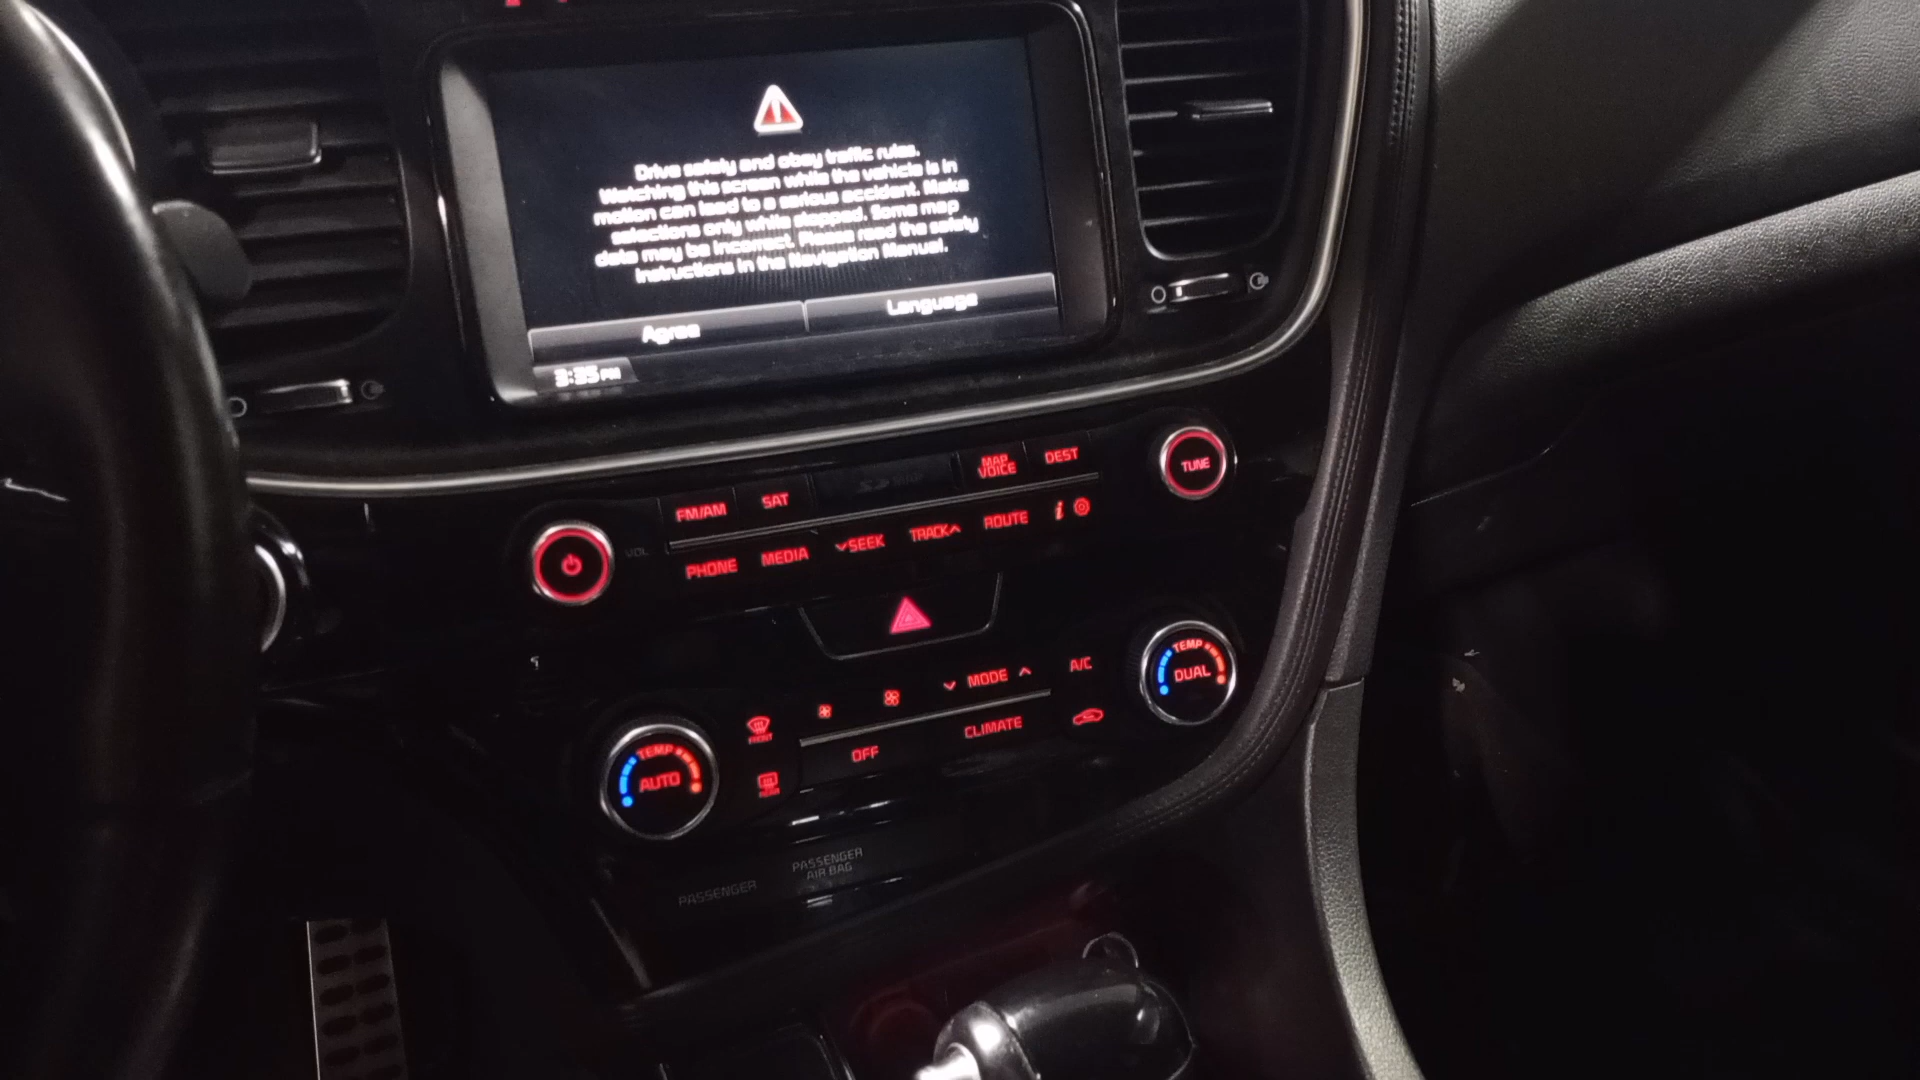 Drive safely and obey traffic rules.
Watching this screen while the vehicle is in
motion can lead to a serious accident. Make
selections only while stopped. Some map
data may be incorrect. Please read the safety
instructions in the Navigation Manual.
Agree
Language
3:35 PM
FM/AM
SAT
MAP
VOICE
DEST
TUNE
VOL
PHONE
MEDIA
SEEK
TRACK
ROUTE
i
TEMP
AUTO
FRONT
REAR
MODE
A/C
OFF
CLIMATE
TEMP
DUAL
PASSENGER
AIR BAG
PASSENGER